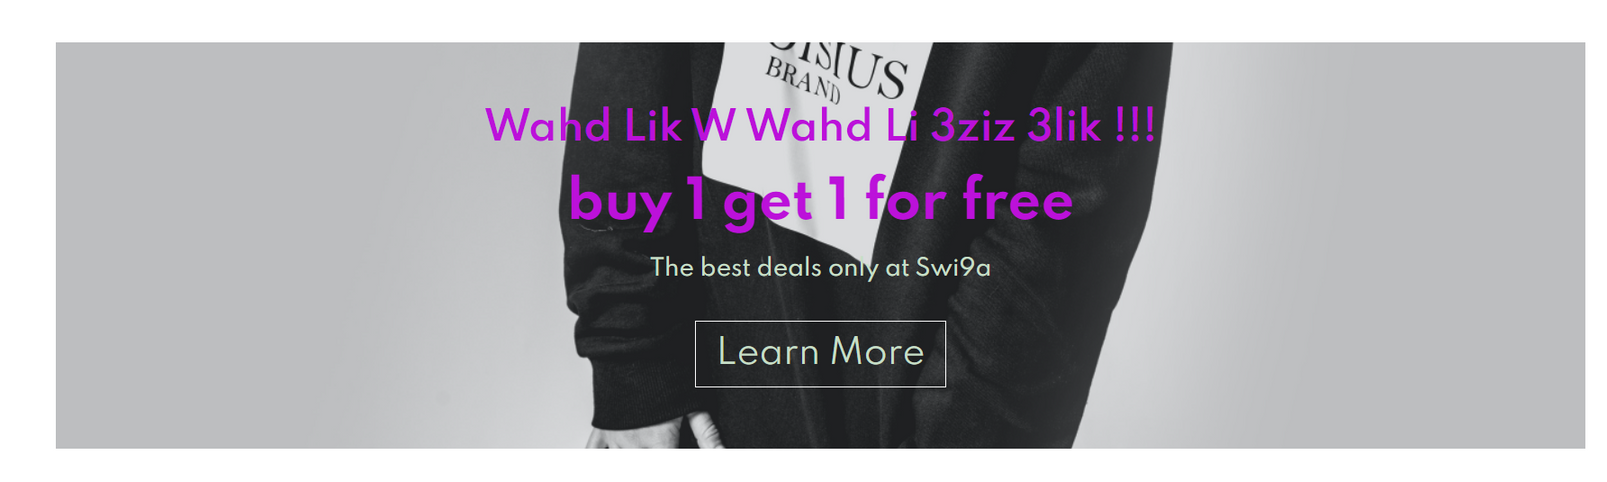 BRAND
Wahd Lik W Wahd Li 3ziz 3lik !!!
buy 1 get 1 for free
The best deals only at Swi9a
Learn More